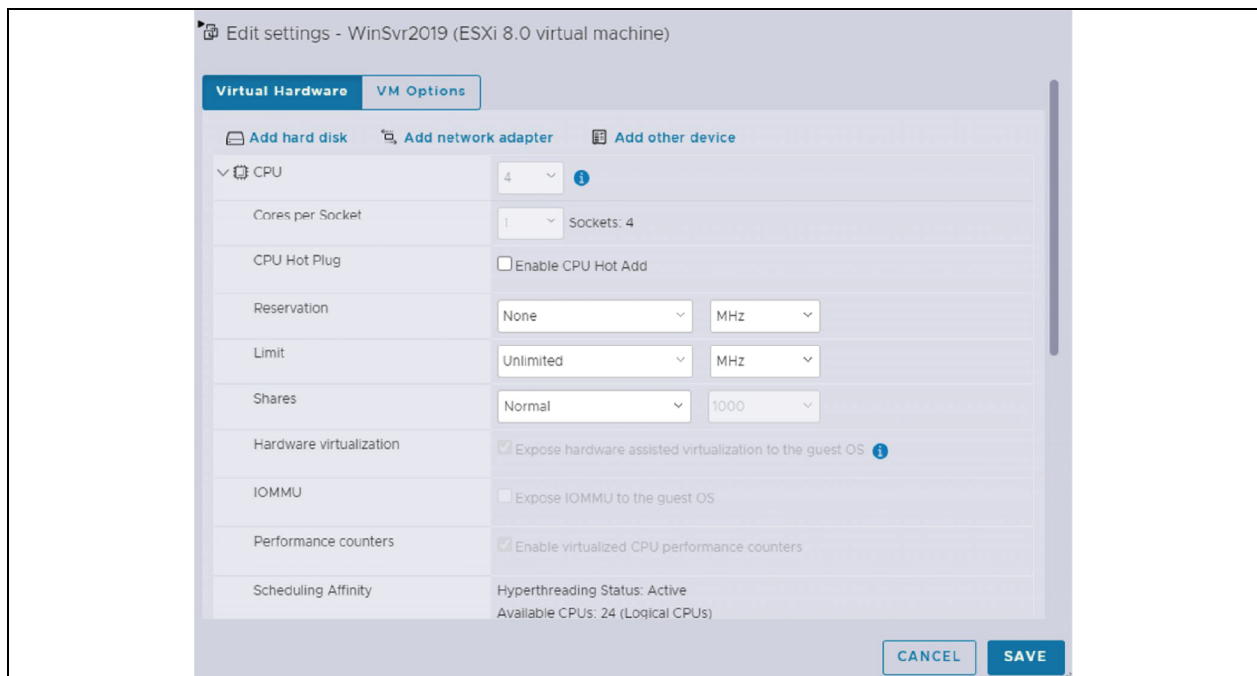 Edit settings - WinSvr2019 (ESXi 8.0 virtual machine)
Virtual Hardware VM Options
Add hard disk Add network adapter Add other device
CPU 4
Cores per Socket 1 Sockets: 4
CPU Hot Plug Enable CPU Hot Add
Reservation None MHz
Limit Unlimited MHz
Shares Normal 1000
Hardware virtualization Expose hardware assisted virtualization to the guest OS
IOMMU Expose IOMMU to the guest OS
Performance counters Enable virtualized CPU performance counters
Scheduling Affinity Hyperthreading Status: Active
Available CPUs: 24 (Logical CPUs)
CANCEL SAVE